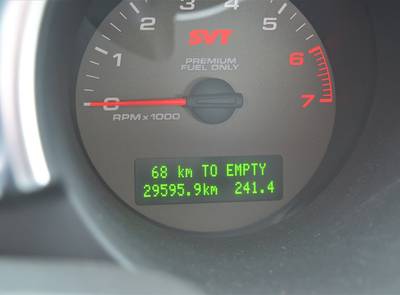 0 1 2 3 4 5 6 7
SVT
PREMIUM
FUEL ONLY
RPM x 1000
68 km TO EMPTY
29595.9km 241.4